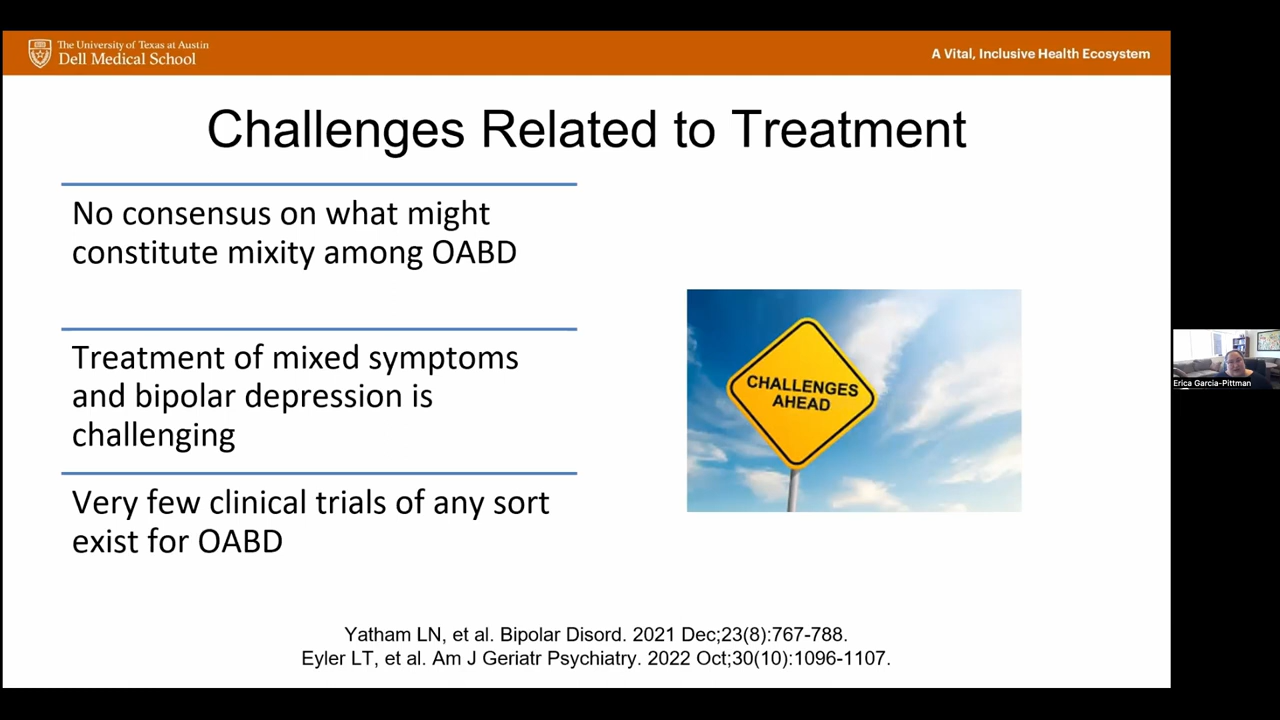 The University of Texas at Austin
Dell Medical School
A Vital, Inclusive Health Ecosystem
Challenges Related to Treatment
No consensus on what might
constitute mixity among OABD
Treatment of mixed symptoms
and bipolar depression is
challenging
Very few clinical trials of any sort
exist for OABD
CHALLENGES
AHEAD
Yatham LN, et al. Bipolar Disord. 2021 Dec;23(8):767-788.
Eyler LT, et al. Am J Geriatr Psychiatry. 2022 Oct;30(10):1096-1107.
Erica Garcia-Pittman